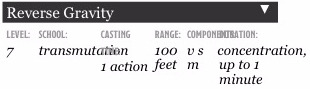 Reverse Gravity ▼
LEVEL: SCHOOL: CASTING RANGE: COMPONENTS: DURATION:
7 transmutation 100 v s concentration,
1 action feet m up to 1
minute